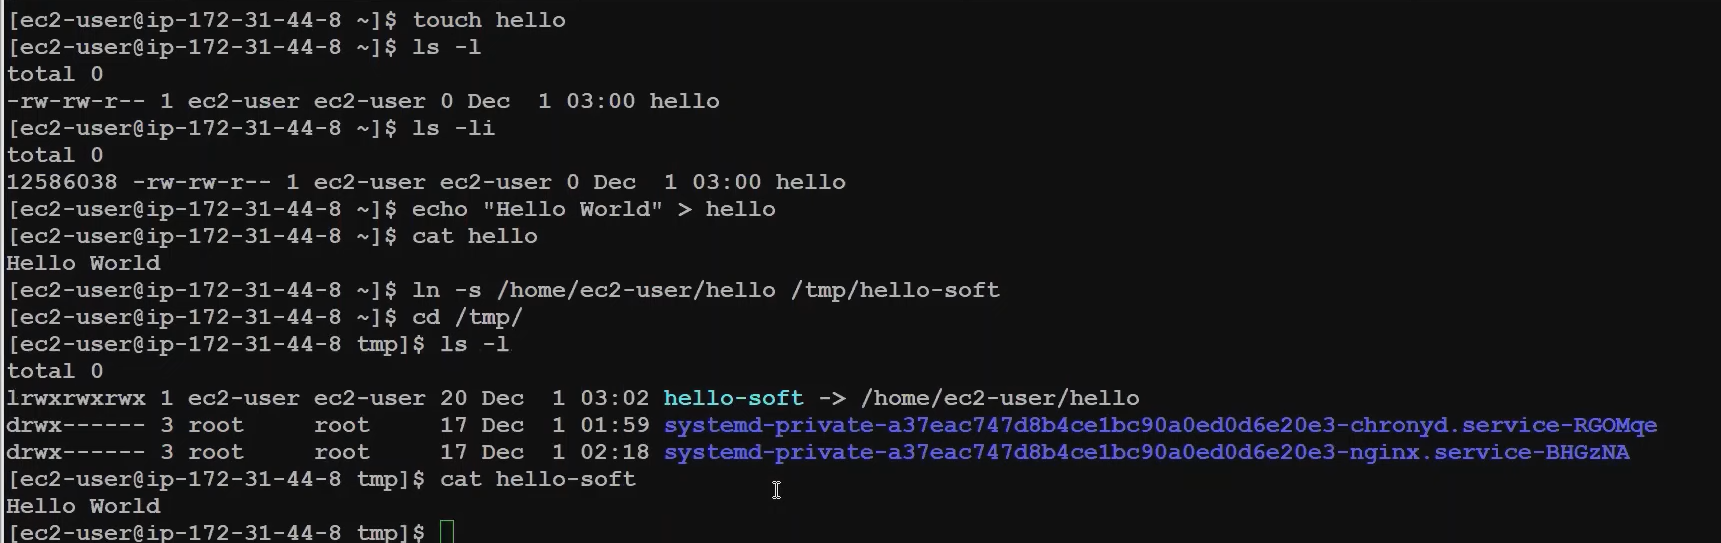 [ec2-user@ip-172-31-44-8 ~]$ touch hello
[ec2-user@ip-172-31-44-8 ~]$ ls -l
total 0
-rw-rw-r-- 1 ec2-user ec2-user 0 Dec  1 03:00 hello
[ec2-user@ip-172-31-44-8 ~]$ ls -li
total 0
12586038 -rw-rw-r-- 1 ec2-user ec2-user 0 Dec  1 03:00 hello
[ec2-user@ip-172-31-44-8 ~]$ echo "Hello World" > hello
[ec2-user@ip-172-31-44-8 ~]$ cat hello
Hello World
[ec2-user@ip-172-31-44-8 ~]$ ln -s /home/ec2-user/hello /tmp/hello-soft
[ec2-user@ip-172-31-44-8 ~]$ cd /tmp/
[ec2-user@ip-172-31-44-8 tmp]$ ls -l
total 0
lrwxrwxrwx 1 ec2-user ec2-user 20 Dec  1 03:02 hello-soft -> /home/ec2-user/hello
drwx------ 3 root     root     17 Dec  1 01:59 systemd-private-a37eac747d8b4ce1bc90a0ed0d6e20e3-chronyd.service-RGOMqe
drwx------ 3 root     root     17 Dec  1 02:18 systemd-private-a37eac747d8b4ce1bc90a0ed0d6e20e3-nginx.service-BHGzNA
[ec2-user@ip-172-31-44-8 tmp]$ cat hello-soft
Hello World
[ec2-user@ip-172-31-44-8 tmp]$